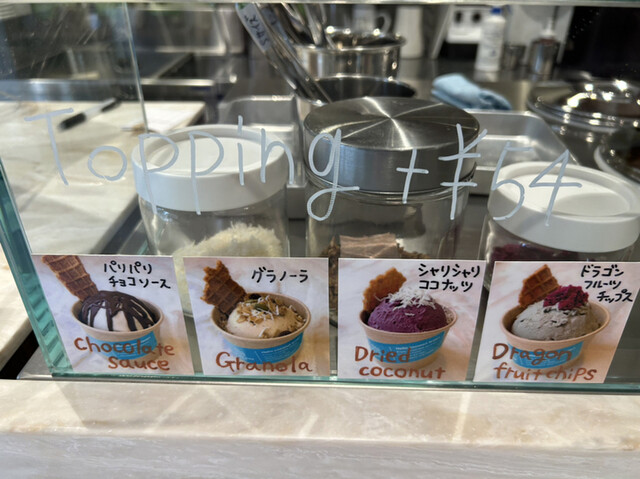 Topping +¥54
パリパリ
チョコソース
Chocolate
sauce
グラノーラ
Granola
シャリシャリ
ココナッツ
Dried
coconut
ドラゴン
フルーツ
チップス
Dragon
fruit chips